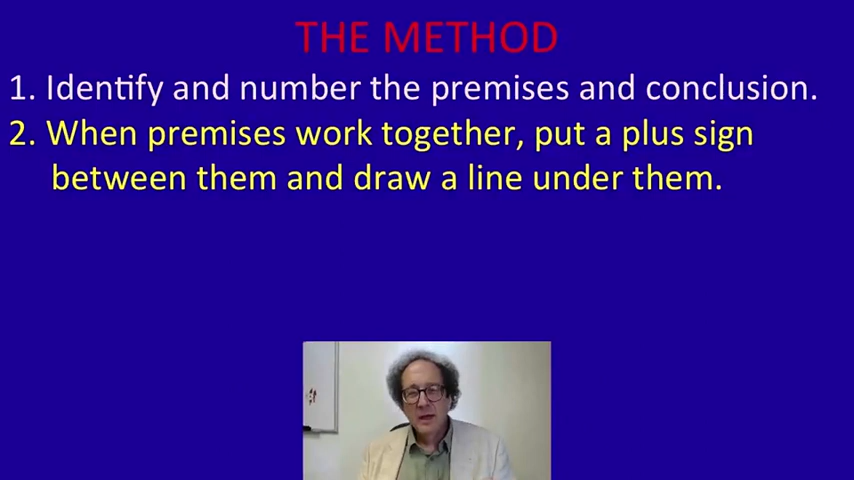 THE METHOD
1. Identify and number the premises and conclusion.
2. When premises work together, put a plus sign
between them and draw a line under them.